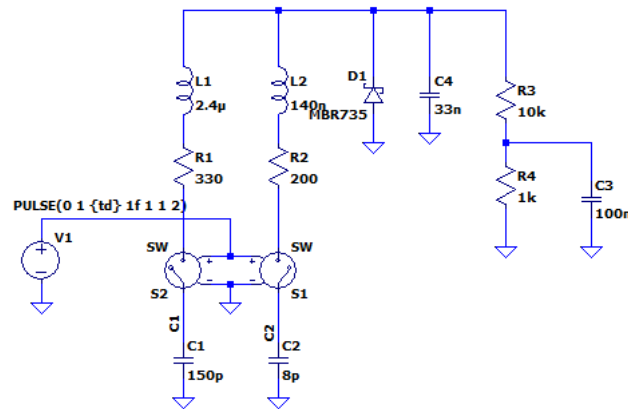 L1
2.4µ
L2
140n
D1
MBR735
C4
33n
R3
10k
R1
330
R2
200
R4
1k
C3
100n
PULSE(0 1 {td} 1f 1 1 2)
V1
SW
SW
S2
S1
C1
C2
C1
150p
C2
8p